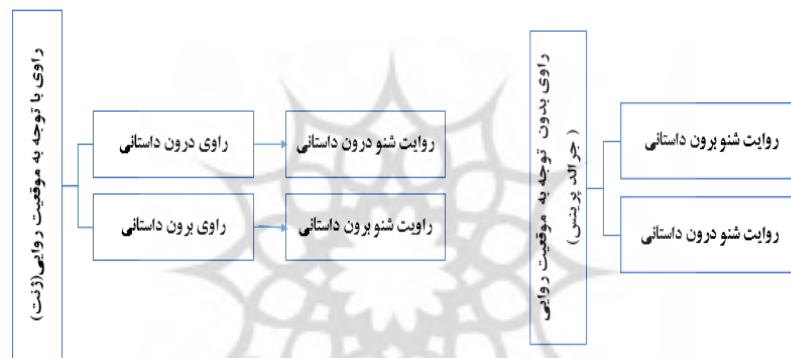 راوی بدون توجه به موقعیت روایی
( جرالد پرینس)
روایت شنو برون داستانی
روایت شنو درون داستانی
راوی با توجه به موقعیت روایی(ژنت)
راوی درون داستانی
روایت شنو درون داستانی
راوی برون داستانی
راویت شنو برون داستانی